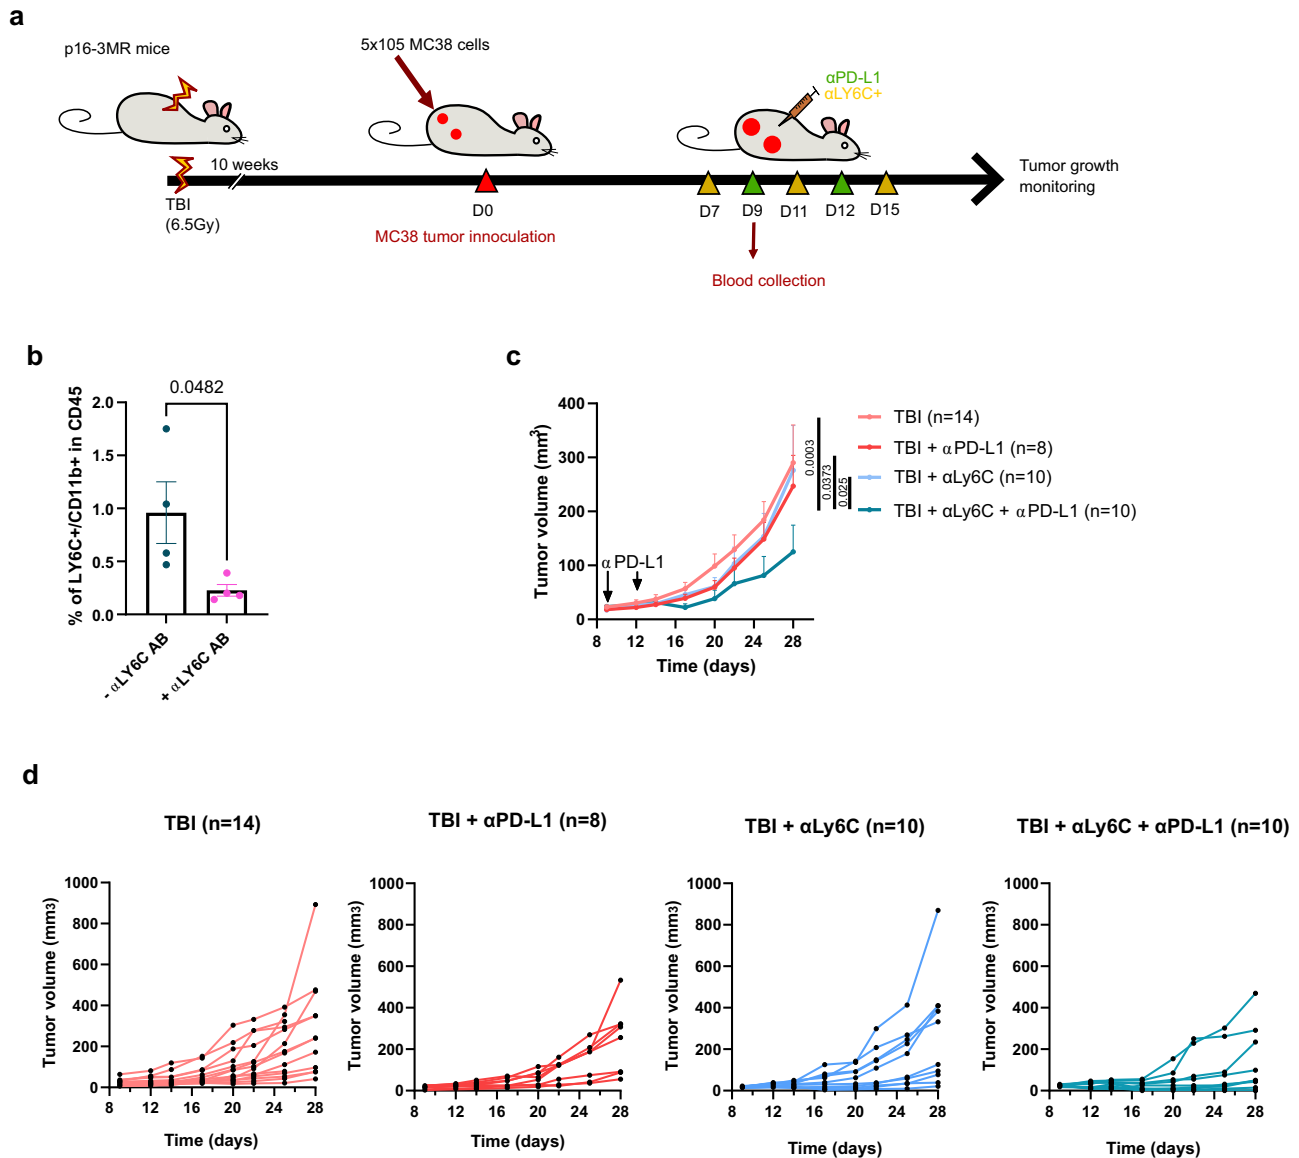 a
p16-3MR mice
5x105 MC38 cells
αPD-L1
αLY6C+
10 weeks
Tumor growth
monitoring
TBI
(6.5Gy)
D0
D7
D9
D11
D12
D15
MC38 tumor innoculation
Blood collection
b
% of LY6C+/CD11b+ in CD45
2.0
1.5
1.0
0.5
0.0
0.0482
- αLY6C AB
+ αLY6C AB
c
Tumor volume (mm3)
400
300
200
100
0
α PD-L1
8
12
16
20
24
28
Time (days)
0.0003
0.0373
0.025
TBI (n=14)
TBI + αPD-L1 (n=8)
TBI + αLy6C (n=10)
TBI + αLy6C + αPD-L1 (n=10)
d
TBI (n=14)
Tumor volume (mm3)
1000
800
600
400
200
0
8
12
16
20
24
28
Time (days)
TBI + αPD-L1 (n=8)
Tumor volume (mm3)
1000
800
600
400
200
0
8
12
16
20
24
28
Time (days)
TBI + αLy6C (n=10)
Tumor volume (mm3)
1000
800
600
400
200
0
8
12
16
20
24
28
Time (days)
TBI + αLy6C + αPD-L1 (n=10)
Tumor volume (mm3)
1000
800
600
400
200
0
8
12
16
20
24
28
Time (days)